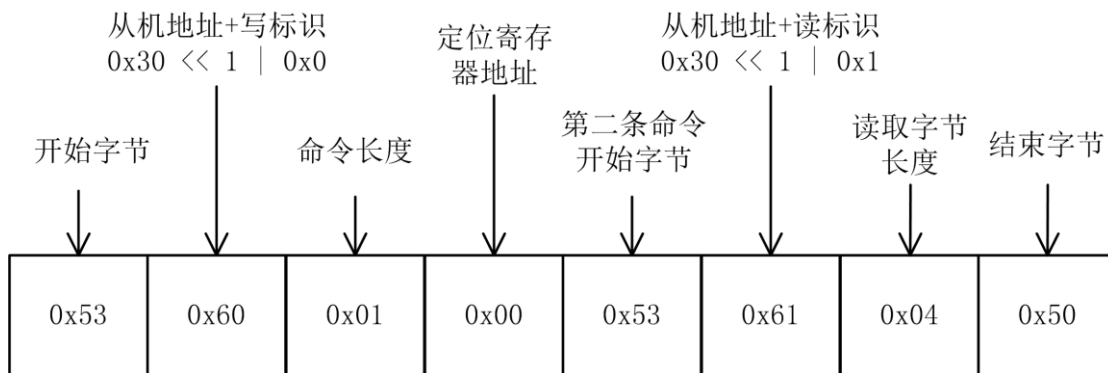 从机地址+写标识
0x30 << 1 | 0x0
定位寄存
器地址
从机地址+读标识
0x30 << 1 | 0x1
开始字节
命令长度
第二条命令
开始字节
读取字节
长度
结束字节
0x53 0x60 0x01 0x00 0x53 0x61 0x04 0x50